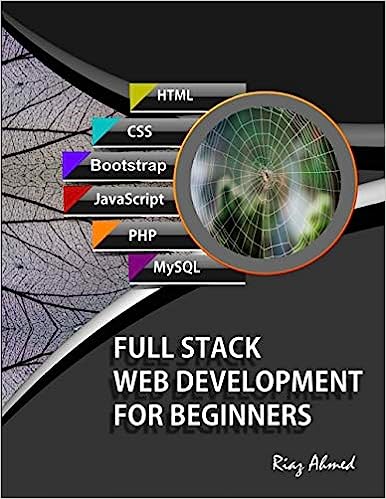 HTML
CSS
Bootstrap
JavaScript
PHP
MySQL
FULL STACK
WEB DEVELOPMENT
FOR BEGINNERS
Riaz Ahmed